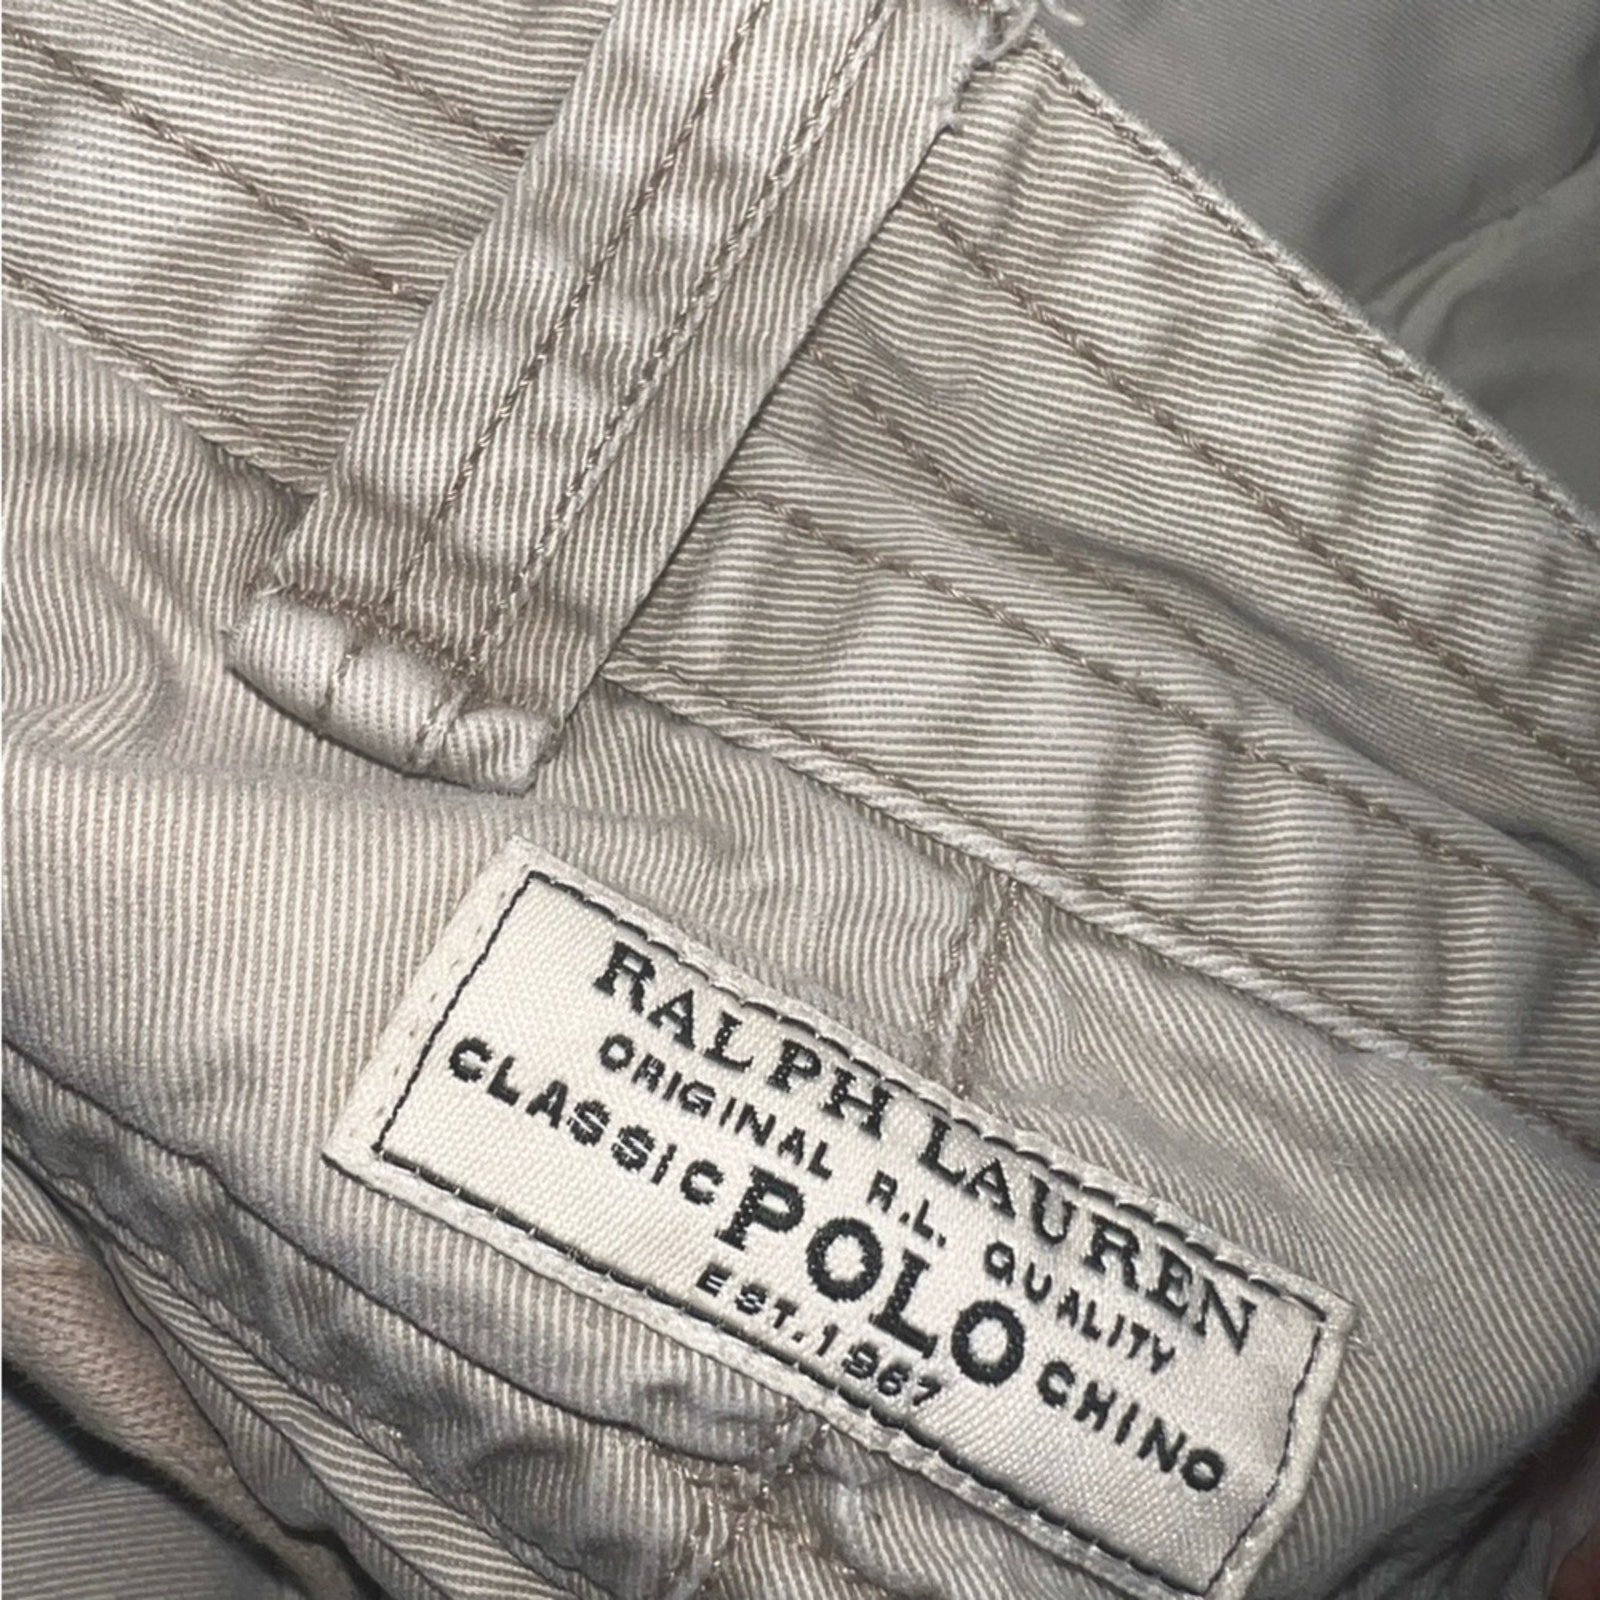 RALPH LAUREN
ORIGINAL R.L. QUALITY
CLASSIC POLO CHINO
EST. 1967